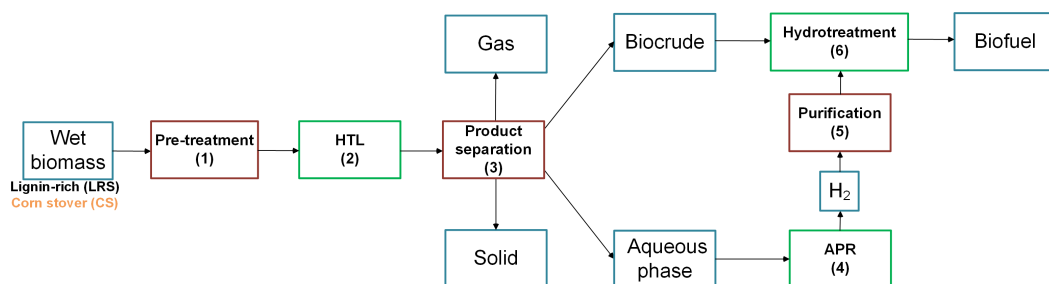 Gas
Biocrude
Hydrotreatment
(6)
Biofuel
Wet
biomass
Lignin-rich (LRS)
Corn stover (CS)
Pre-treatment
(1)
HTL
(2)
Product
separation
(3)
Purification
(5)
H₂
Solid
Aqueous
phase
APR
(4)